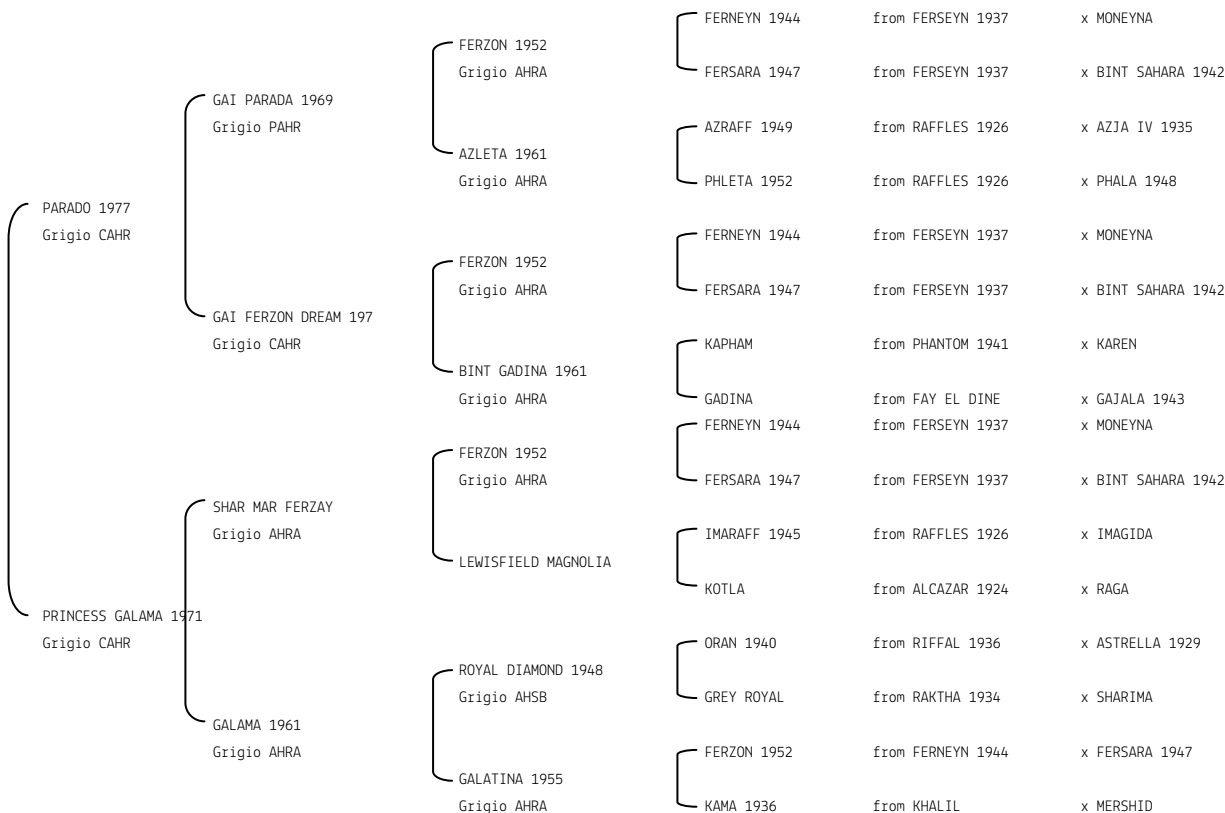 FERNEYN 1944 from FERSEYN 1937 x MONEYNA
FERZON 1952
Grigio AHRA
FERSARA 1947 from FERSEYN 1937 x BINT SAHARA 1942
GAI PARADA 1969
Grigio PAHR
AZRAFF 1949 from RAFFLES 1926 x AZJA IV 1935
AZLETA 1961
Grigio AHRA
PHLETA 1952 from RAFFLES 1926 x PHALA 1948
PARADO 1977
Grigio CAHR
FERNEYN 1944 from FERSEYN 1937 x MONEYNA
FERZON 1952
Grigio AHRA
FERSARA 1947 from FERSEYN 1937 x BINT SAHARA 1942
GAI FERZON DREAM 197
Grigio CAHR
KAPHAM from PHANTOM 1941 x KAREN
BINT GADINA 1961
Grigio AHRA
GADINA from FAY EL DINE x GAJALA 1943
FERNEYN 1944 from FERSEYN 1937 x MONEYNA
FERZON 1952
Grigio AHRA
FERSARA 1947 from FERSEYN 1937 x BINT SAHARA 1942
SHAR MAR FERZAY
Grigio AHRA
IMARAFF 1945 from RAFFLES 1926 x IMAGIDA
LEWISFIELD MAGNOLIA
KOTLA from ALCAZAR 1924 x RAGA
PRINCESS GALAMA 1971
Grigio CAHR
ORAN 1940 from RIFFAL 1936 x ASTRELLA 1929
ROYAL DIAMOND 1948
Grigio AHSB
GREY ROYAL from RAKTHA 1934 x SHARIMA
GALAMA 1961
Grigio AHRA
FERZON 1952 from FERNEYN 1944 x FERSARA 1947
GALATINA 1955
Grigio AHRA
KAMA 1936 from KHALIL x MERSHID